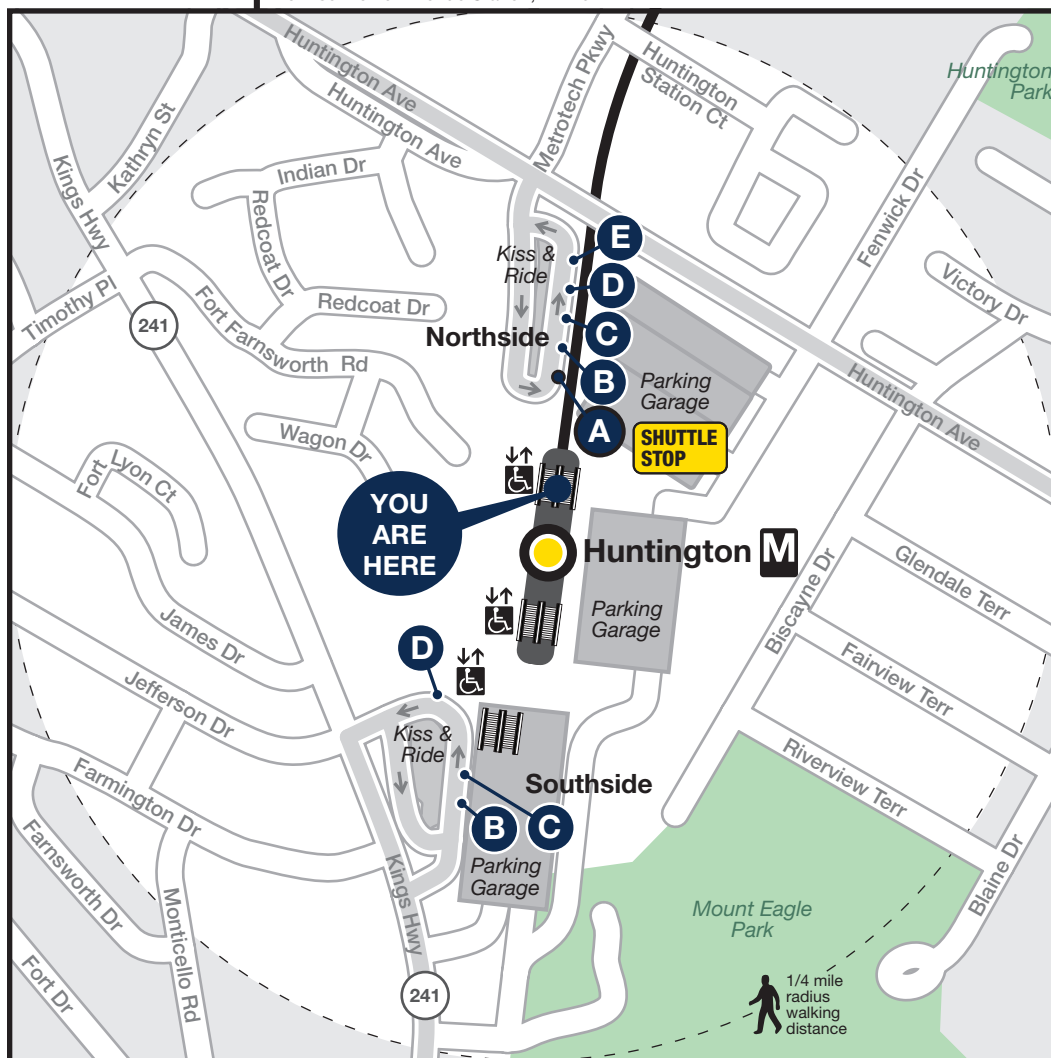 Huntington Ave
Huntington Ave
Metrotech Pkwy
Huntington
Station Ct
Huntington
Park
Kings Hwy
Kathryn St
Indian Dr
Redcoat Dr
Redcoat Dr
Timothy Pl
241
Fort Farnsworth Rd
Kiss &
Ride
Northside
E
D
C
B
A
Fenwick Dr
Victory Dr
Parking
Garage
SHUTTLE
STOP
Huntington Ave
Wagon Dr
Fort
Lyon Ct
YOU
ARE
HERE
Huntington M
Parking
Garage
Biscayne Dr
Glendale Terr
Fairview Terr
Riverview Terr
Blaine Dr
James Dr
Jefferson Dr
D
Kiss &
Ride
Southside
B
C
Parking
Garage
Farmington Dr
Farnsworth Dr
Monticello Rd
Fort Dr
Kings Hwy
241
Mount Eagle
Park
1/4 mile
radius
walking
distance